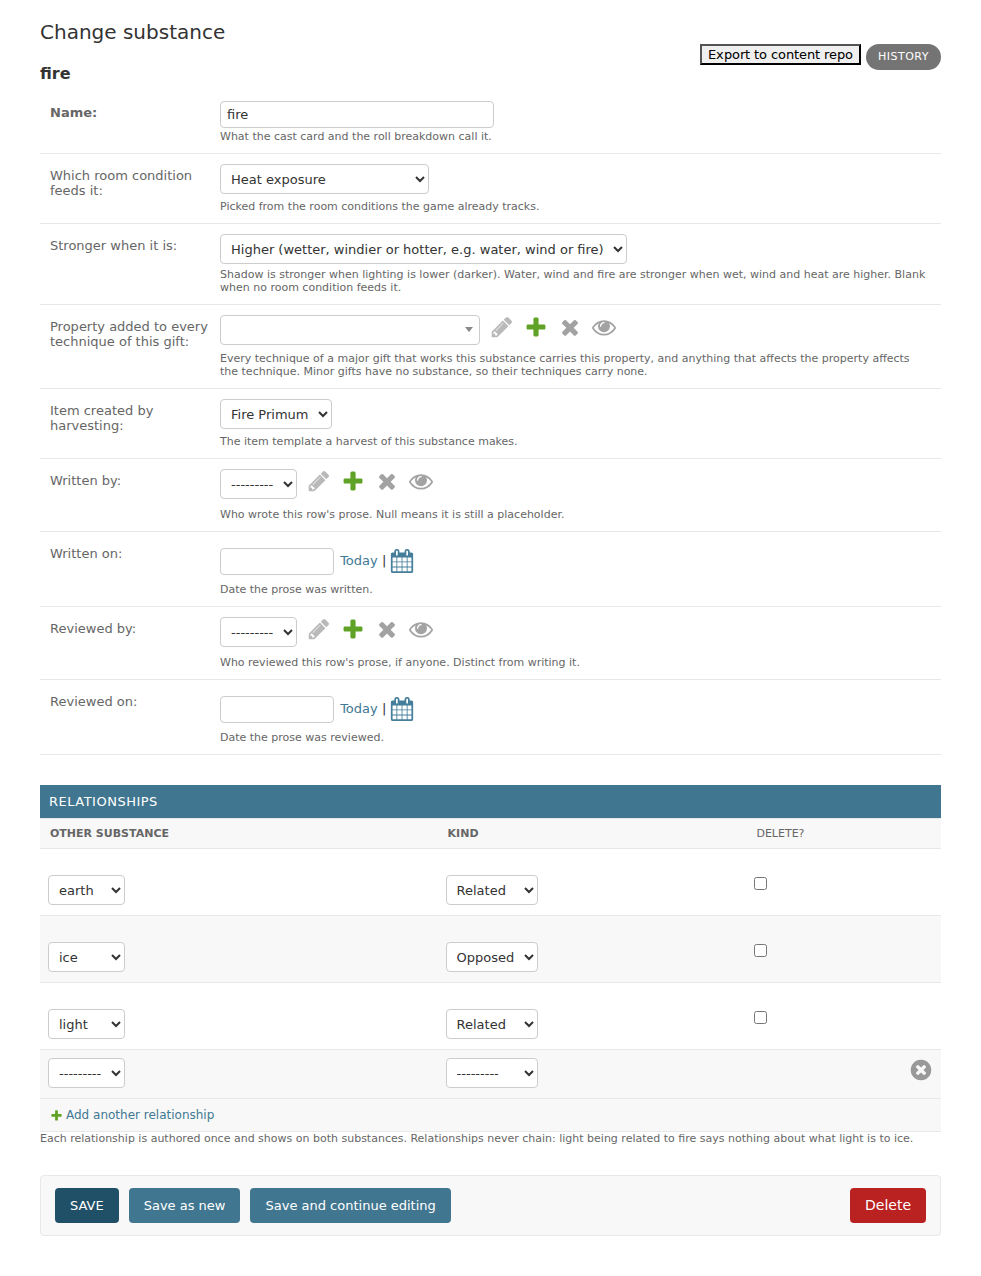 Change substance
Export to content repo
HISTORY
fire
Name:
fire
What the cast card and the roll breakdown call it.
Which room condition
feeds it:
Heat exposure
Picked from the room conditions the game already tracks.
Stronger when it is:
Higher (wetter, windier or hotter, e.g. water, wind or fire)
Shadow is stronger when lighting is lower (darker). Water, wind and fire are stronger when wet, wind and heat are higher. Blank
when no room condition feeds it.
Property added to every
technique of this gift:
Every technique of a major gift that works this substance carries this property, and anything that affects the property affects
the technique. Minor gifts have no substance, so their techniques carry none.
Item created by
harvesting:
Fire Primum
The item template a harvest of this substance makes.
Written by:
---------
Who wrote this row's prose. Null means it is still a placeholder.
Written on:
Today |
Date the prose was written.
Reviewed by:
---------
Who reviewed this row's prose, if anyone. Distinct from writing it.
Reviewed on:
Today |
Date the prose was reviewed.
RELATIONSHIPS
OTHER SUBSTANCE KIND DELETE?
earth Related
ice Opposed
light Related
--------- ---------
Add another relationship
Each relationship is authored once and shows on both substances. Relationships never chain: light being related to fire says nothing about what light is to ice.
SAVE Save as new Save and continue editing Delete